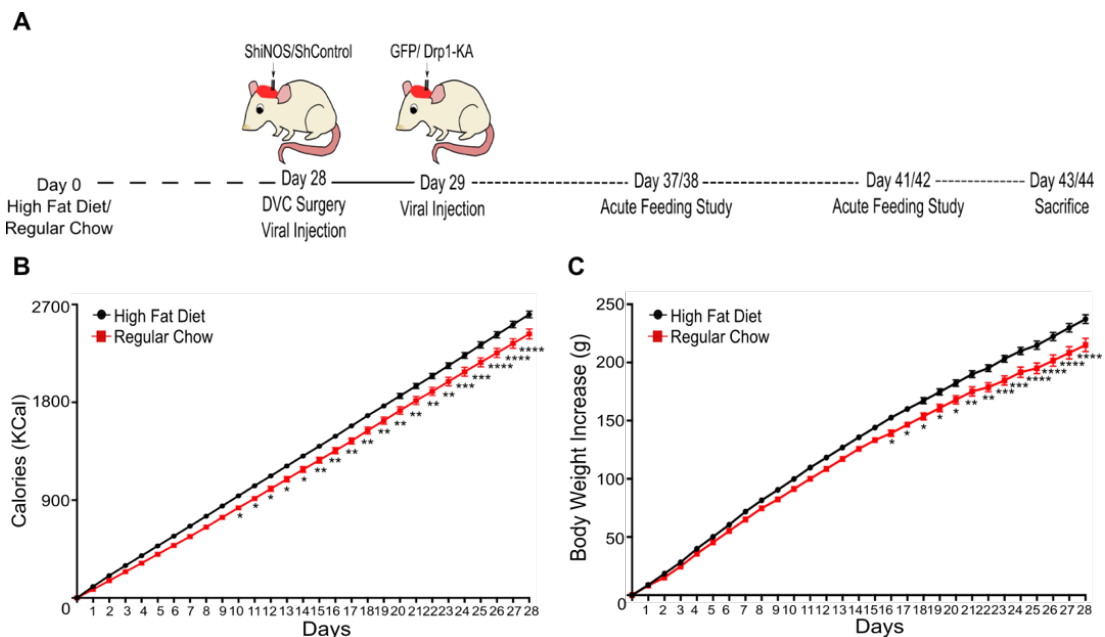 A
ShiNOS/ShControl
GFP/ Drp1-KA
Day 0
High Fat Diet/
Regular Chow
Day 28
DVC Surgery
Viral Injection
Day 29
Viral Injection
Day 37/38
Acute Feeding Study
Day 41/42
Acute Feeding Study
Day 43/44
Sacrifice
B
Calories (KCal)
2700
1800
900
0
High Fat Diet
Regular Chow
* * * * * ** ** ** ** ** ** ** ** ** *** *** **** **** ****
1 2 3 4 5 6 7 8 9 10 11 12 13 14 15 16 17 18 19 20 21 22 23 24 25 26 27 28
Days
C
Body Weight Increase (g)
250
200
150
100
50
0
High Fat Diet
Regular Chow
* * * * * ** ** *** *** **** **** **** ****
1 2 3 4 5 6 7 8 9 10 11 12 13 14 15 16 17 18 19 20 21 22 23 24 25 26 27 28
Days